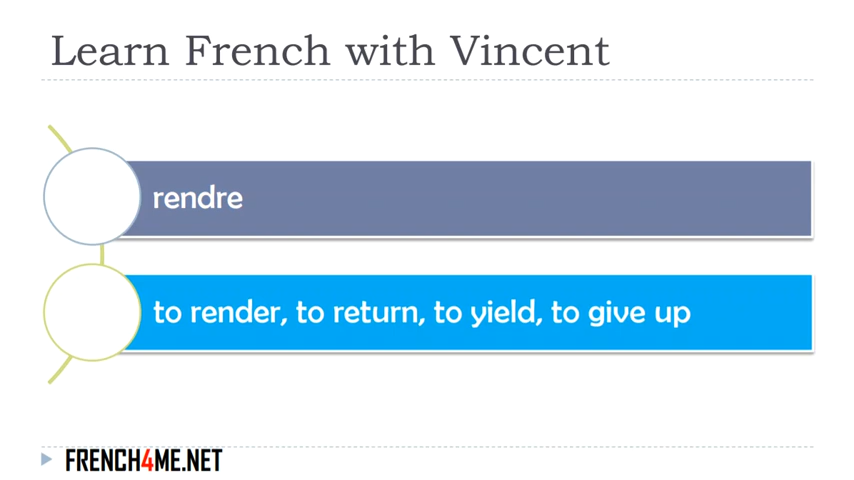 Learn French with Vincent
rendre
to render, to return, to yield, to give up
FRENCH4ME.NET